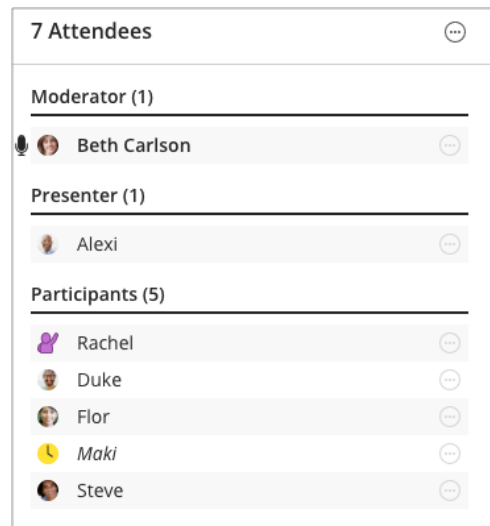 7 Attendees
Moderator (1)
Beth Carlson
Presenter (1)
Alexi
Participants (5)
Rachel
Duke
Flor
Maki
Steve